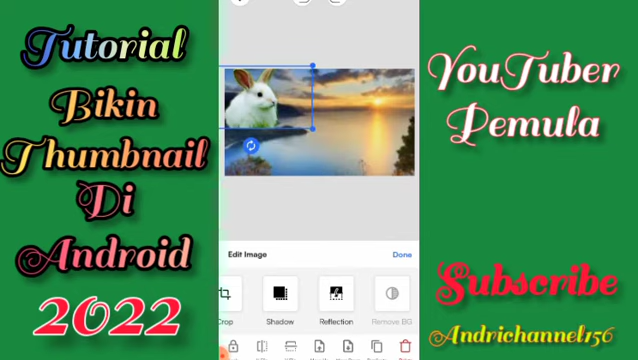 Tutorial
Bikin
Thumbnail
Di
Android
2022
Edit Image
Done
Crop
Shadow
Reflection
Remove BG
YouTuber
Pemula
Subscribe
Andrichannel156